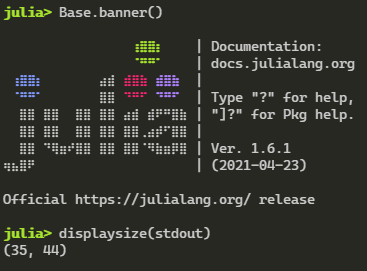 julia> Base.banner()
| Documentation:
| docs.julialang.org
|
| Type "?" for help,
| "]?" for Pkg help.
|
| Ver. 1.6.1
| (2021-04-23)
Official https://julialang.org/ release
julia> displaysize(stdout)
(35, 44)